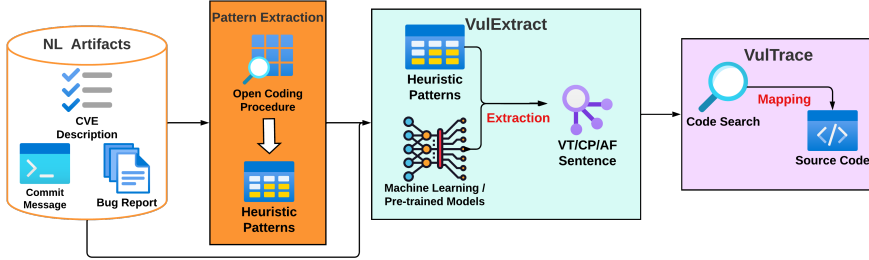 NL Artifacts
CVE
Description
Commit
Message
Bug Report
Pattern Extraction
Open Coding
Procedure
Heuristic
Patterns
VulExtract
Heuristic
Patterns
Extraction
Machine Learning /
Pre-trained Models
VT/CP/AF
Sentence
VulTrace
Code Search
Mapping
Source Code